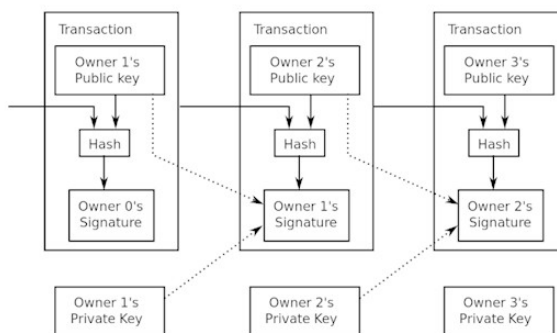 Transaction
Owner 1's
Public key
Hash
Owner 0's
Signature
Transaction
Owner 2's
Public key
Hash
Owner 1's
Signature
Transaction
Owner 3's
Public key
Hash
Owner 2's
Signature
Owner 1's
Private Key
Owner 2's
Private Key
Owner 3's
Private Key